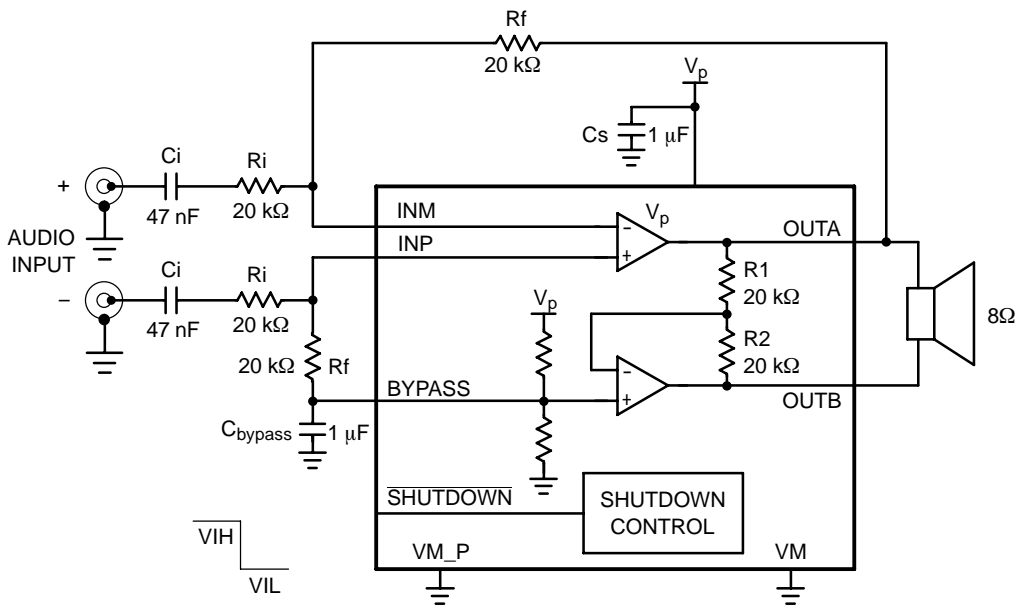 Rf
20 kΩ
Vp
Cs
1 μF
Ci
Ri
+
47 nF
20 kΩ
AUDIO
INPUT
INM
INP
Vp
−
+
OUTA
R1
20 kΩ
Ci
Ri
−
47 nF
20 kΩ
Vp
R2
20 kΩ
8Ω
20 kΩ
Rf
BYPASS
−
+
OUTB
Cbypass
1 μF
SHUTDOWN
SHUTDOWN
CONTROL
VIH
VIL
VM_P
VM